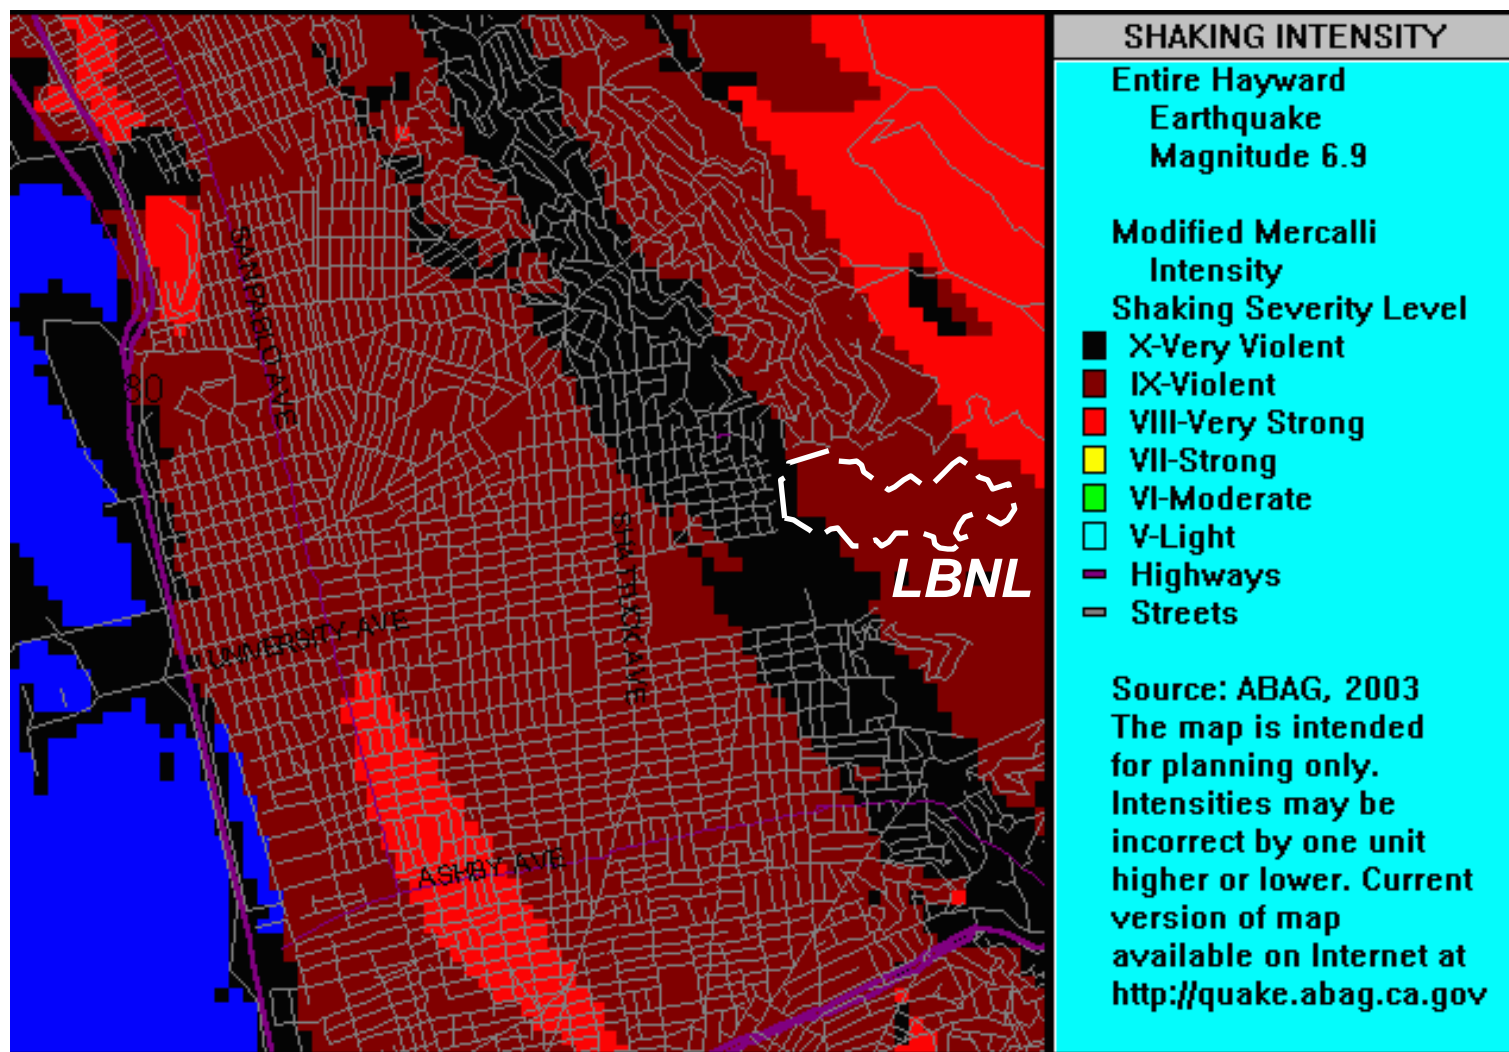 SHAKING INTENSITY
Entire Hayward
Earthquake
Magnitude 6.9
Modified Mercalli
Intensity
Shaking Severity Level
X-Very Violent
IX-Violent
VIII-Very Strong
VII-Strong
VI-Moderate
V-Light
Highways
Streets
Source: ABAG, 2003
The map is intended
for planning only.
Intensities may be
incorrect by one unit
higher or lower. Current
version of map
available on Internet at
http://quake.abag.ca.gov
SAN PABLO AVE
80
SHATTUCK AVE
LBNL
UNIVERSITY AVE
ASHBY AVE